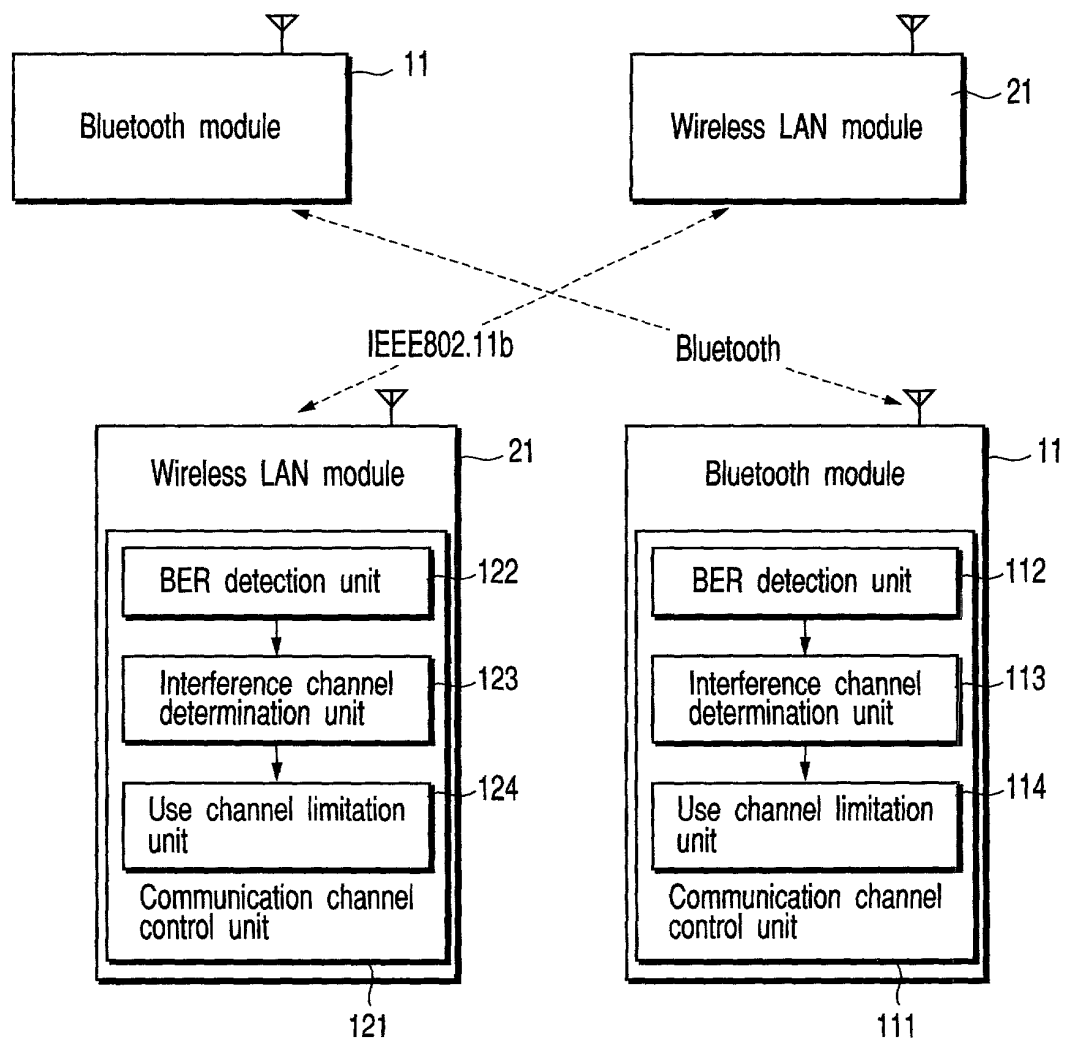 11
Bluetooth module
21
Wireless LAN module
IEEE802.11b
Bluetooth
21
Wireless LAN module
BER detection unit
122
Interference channel
determination unit
123
Use channel limitation
unit
124
Communication channel
control unit
121
11
Bluetooth module
BER detection unit
112
Interference channel
determination unit
113
Use channel limitation
unit
114
Communication channel
control unit
111